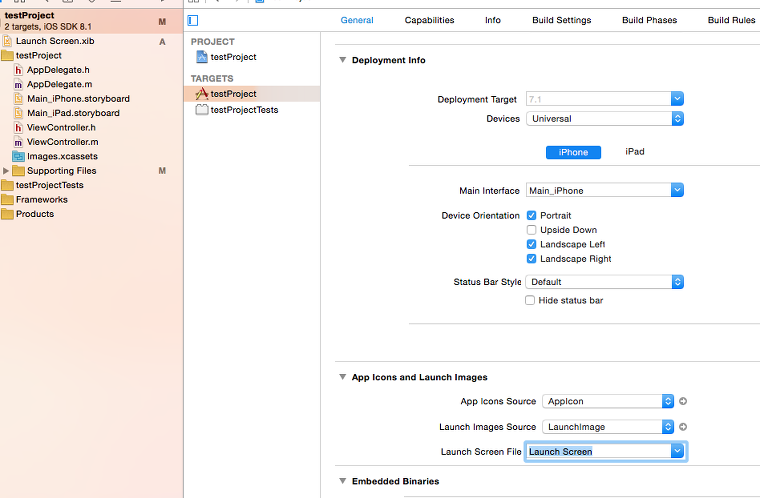 testProject
M
2 targets, iOS SDK 8.1
Launch Screen.xib
A
testProject
h AppDelegate.h
m AppDelegate.m
Main_iPhone.storyboard
Main_iPad.storyboard
h ViewController.h
m ViewController.m
Images.xcassets
Supporting Files
M
testProjectTests
Frameworks
Products
General Capabilities Info Build Settings Build Phases Build Rules
PROJECT
testProject
TARGETS
testProject
testProjectTests
Deployment Info
Deployment Target 7.1
Devices Universal
iPhone iPad
Main Interface Main_iPhone
Device Orientation Portrait
Upside Down
Landscape Left
Landscape Right
Status Bar Style Default
Hide status bar
App Icons and Launch Images
App Icons Source AppIcon
Launch Images Source LaunchImage
Launch Screen File Launch Screen
Embedded Binaries